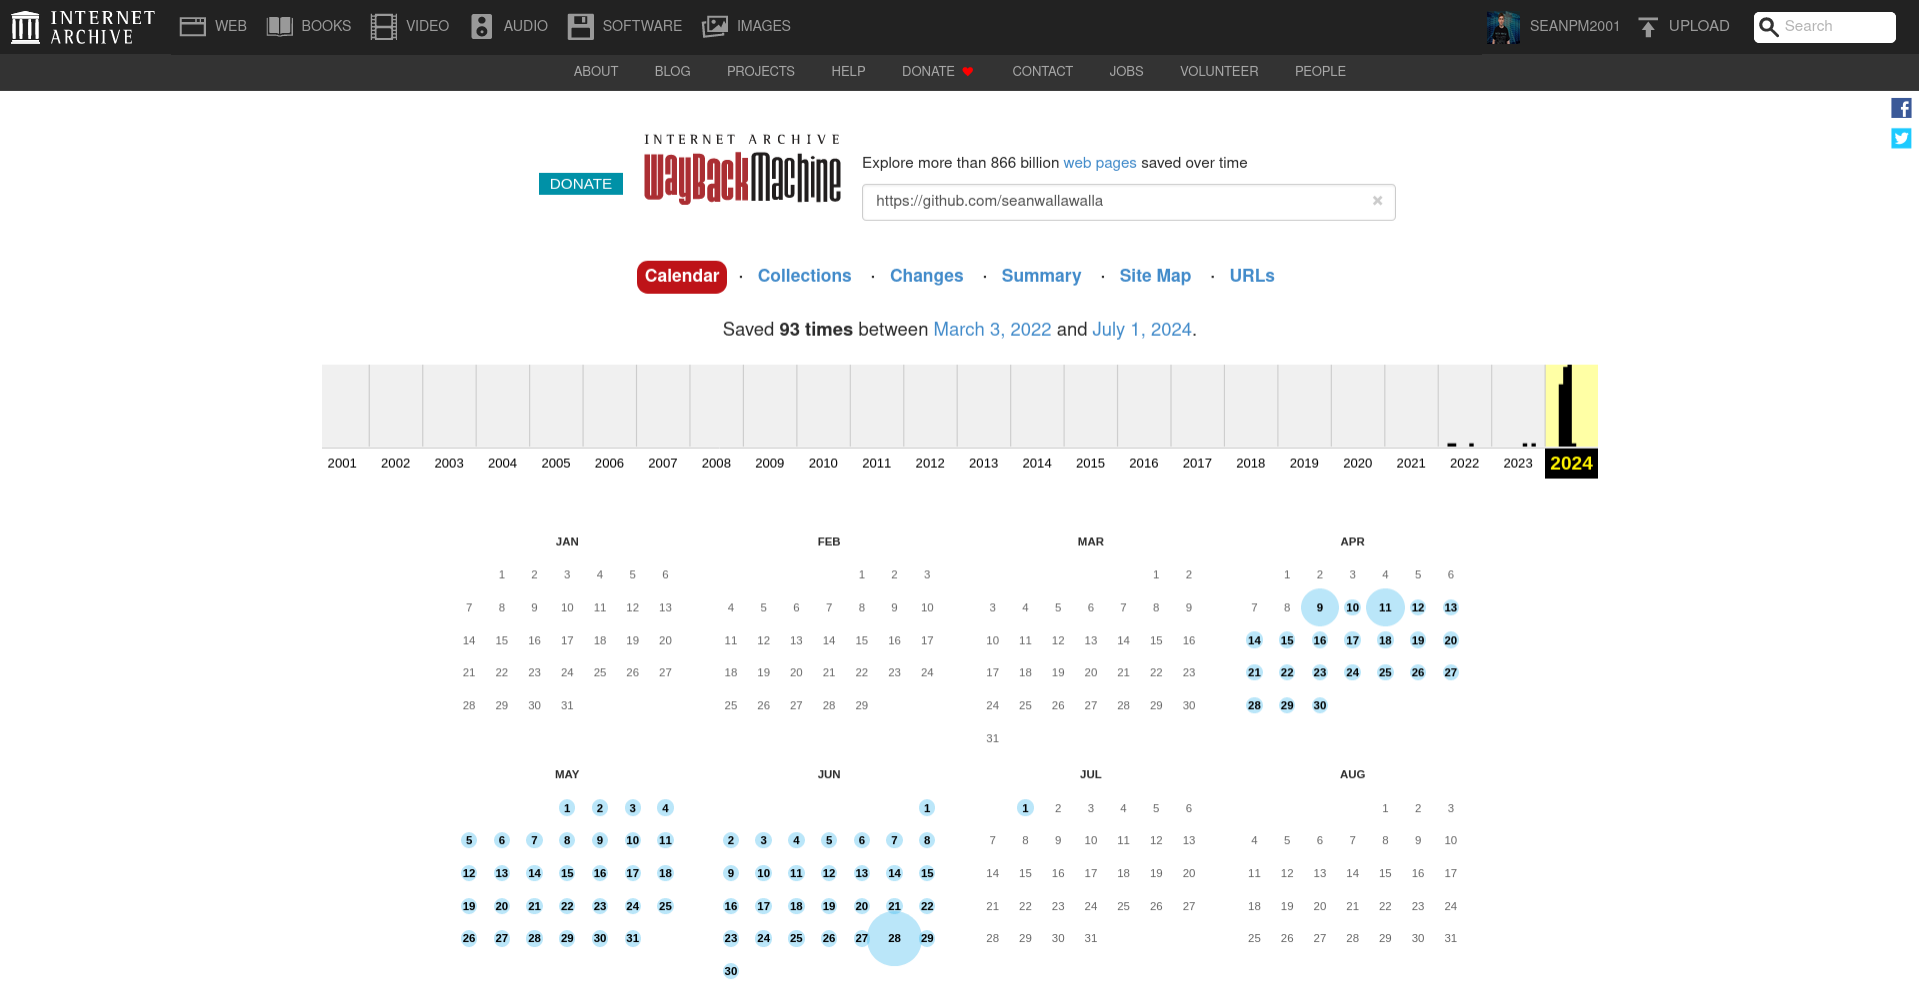 INTERNET ARCHIVE WEB BOOKS VIDEO AUDIO SOFTWARE IMAGES SEANPM2001 UPLOAD Search
ABOUT BLOG PROJECTS HELP DONATE CONTACT JOBS VOLUNTEER PEOPLE
INTERNET ARCHIVE
WayBackMachine
DONATE
Explore more than 866 billion web pages saved over time
https://github.com/seanwallawalla ×
Calendar · Collections · Changes · Summary · Site Map · URLs
Saved 93 times between March 3, 2022 and July 1, 2024.
2001 2002 2003 2004 2005 2006 2007 2008 2009 2010 2011 2012 2013 2014 2015 2016 2017 2018 2019 2020 2021 2022 2023 2024
JAN
1 2 3 4 5 6
7 8 9 10 11 12 13
14 15 16 17 18 19 20
21 22 23 24 25 26 27
28 29 30 31
FEB
1 2 3
4 5 6 7 8 9 10
11 12 13 14 15 16 17
18 19 20 21 22 23 24
25 26 27 28 29
MAR
1 2
3 4 5 6 7 8 9
10 11 12 13 14 15 16
17 18 19 20 21 22 23
24 25 26 27 28 29 30
31
APR
1 2 3 4 5 6
7 8 9 10 11 12 13
14 15 16 17 18 19 20
21 22 23 24 25 26 27
28 29 30
MAY
1 2 3 4
5 6 7 8 9 10 11
12 13 14 15 16 17 18
19 20 21 22 23 24 25
26 27 28 29 30 31
JUN
1
2 3 4 5 6 7 8
9 10 11 12 13 14 15
16 17 18 19 20 21 22
23 24 25 26 27 28 29
30
JUL
1 2 3 4 5 6
7 8 9 10 11 12 13
14 15 16 17 18 19 20
21 22 23 24 25 26 27
28 29 30 31
AUG
1 2 3
4 5 6 7 8 9 10
11 12 13 14 15 16 17
18 19 20 21 22 23 24
25 26 27 28 29 30 31